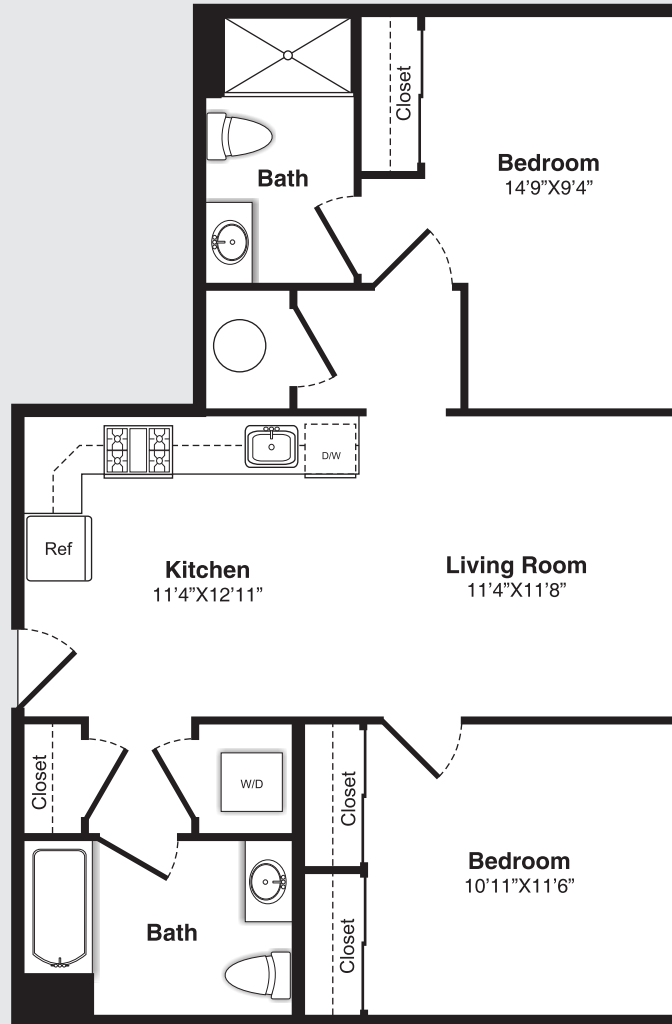 Closet
Bedroom
14’9”X9’4”
Bath
D/W
Ref
Kitchen
11’4”X12’11”
Living Room
11’4”X11’8”
Closet
W/D
Closet
Bedroom
10’11”X11’6”
Bath
Closet